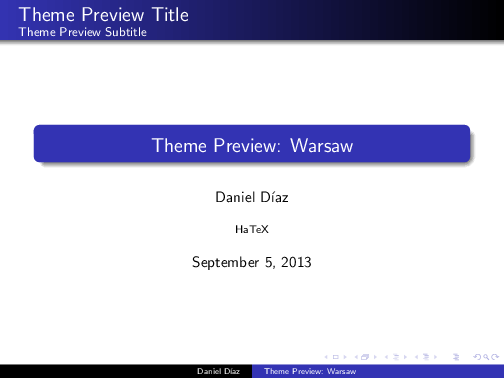 Theme Preview Title
Theme Preview Subtitle
Theme Preview: Warsaw
Daniel Díaz
HaTeX
September 5, 2013
Daniel Díaz
Theme Preview: Warsaw